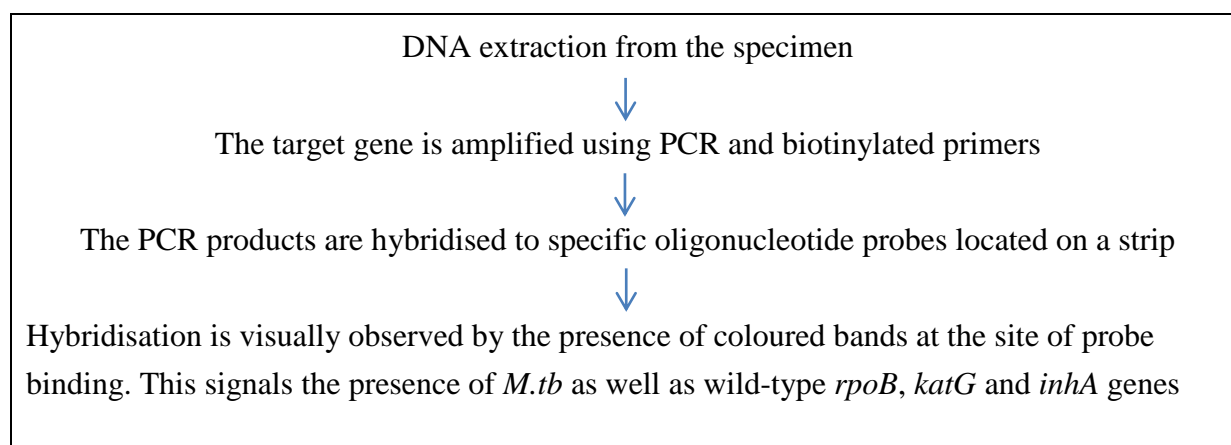 DNA extraction from the specimen
The target gene is amplified using PCR and biotinylated primers
The PCR products are hybridised to specific oligonucleotide probes located on a strip
Hybridisation is visually observed by the presence of coloured bands at the site of probe
binding. This signals the presence of M.tb as well as wild-type rpoB, katG and inhA genes